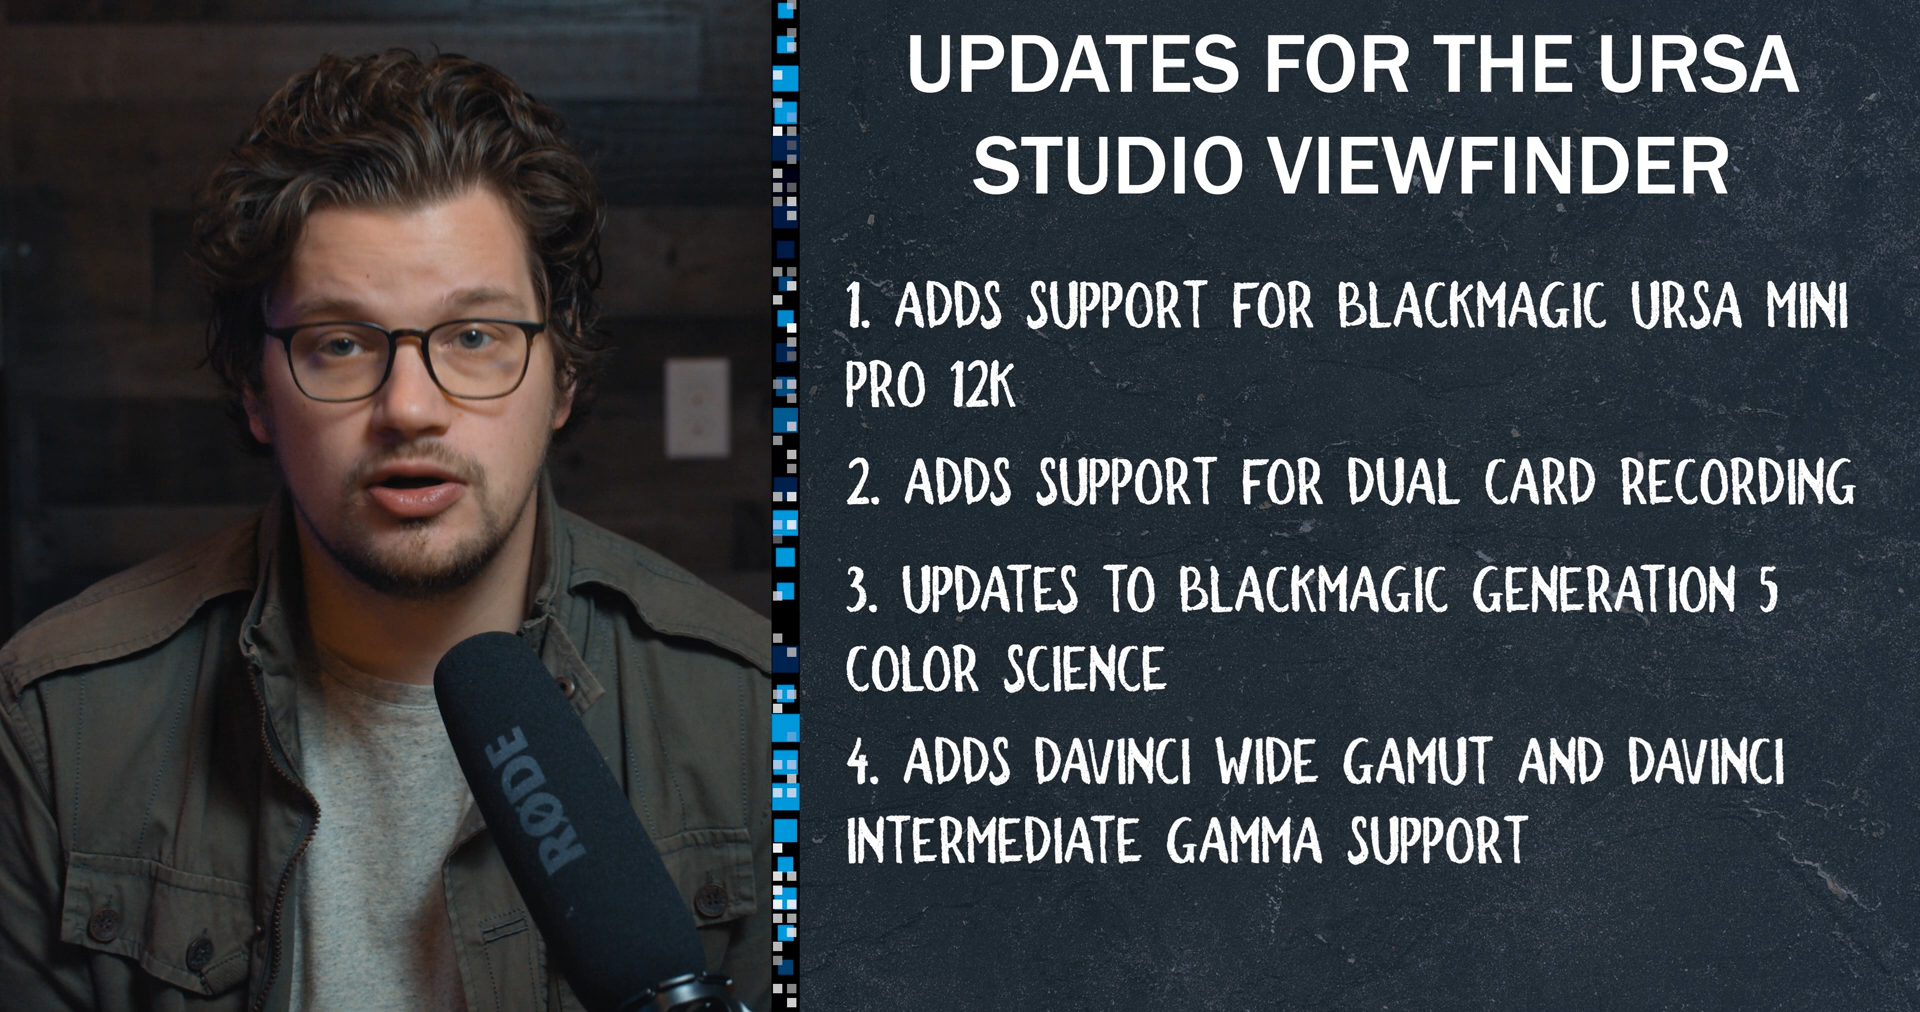 UPDATES FOR THE URSA
STUDIO VIEWFINDER
1. ADDS SUPPORT FOR BLACKMAGIC URSA MINI
PRO 12K
2. ADDS SUPPORT FOR DUAL CARD RECORDING
3. UPDATES TO BLACKMAGIC GENERATION 5
COLOR SCIENCE
4. ADDS DAVINCI WIDE GAMUT AND DAVINCI
INTERMEDIATE GAMMA SUPPORT
RØDE